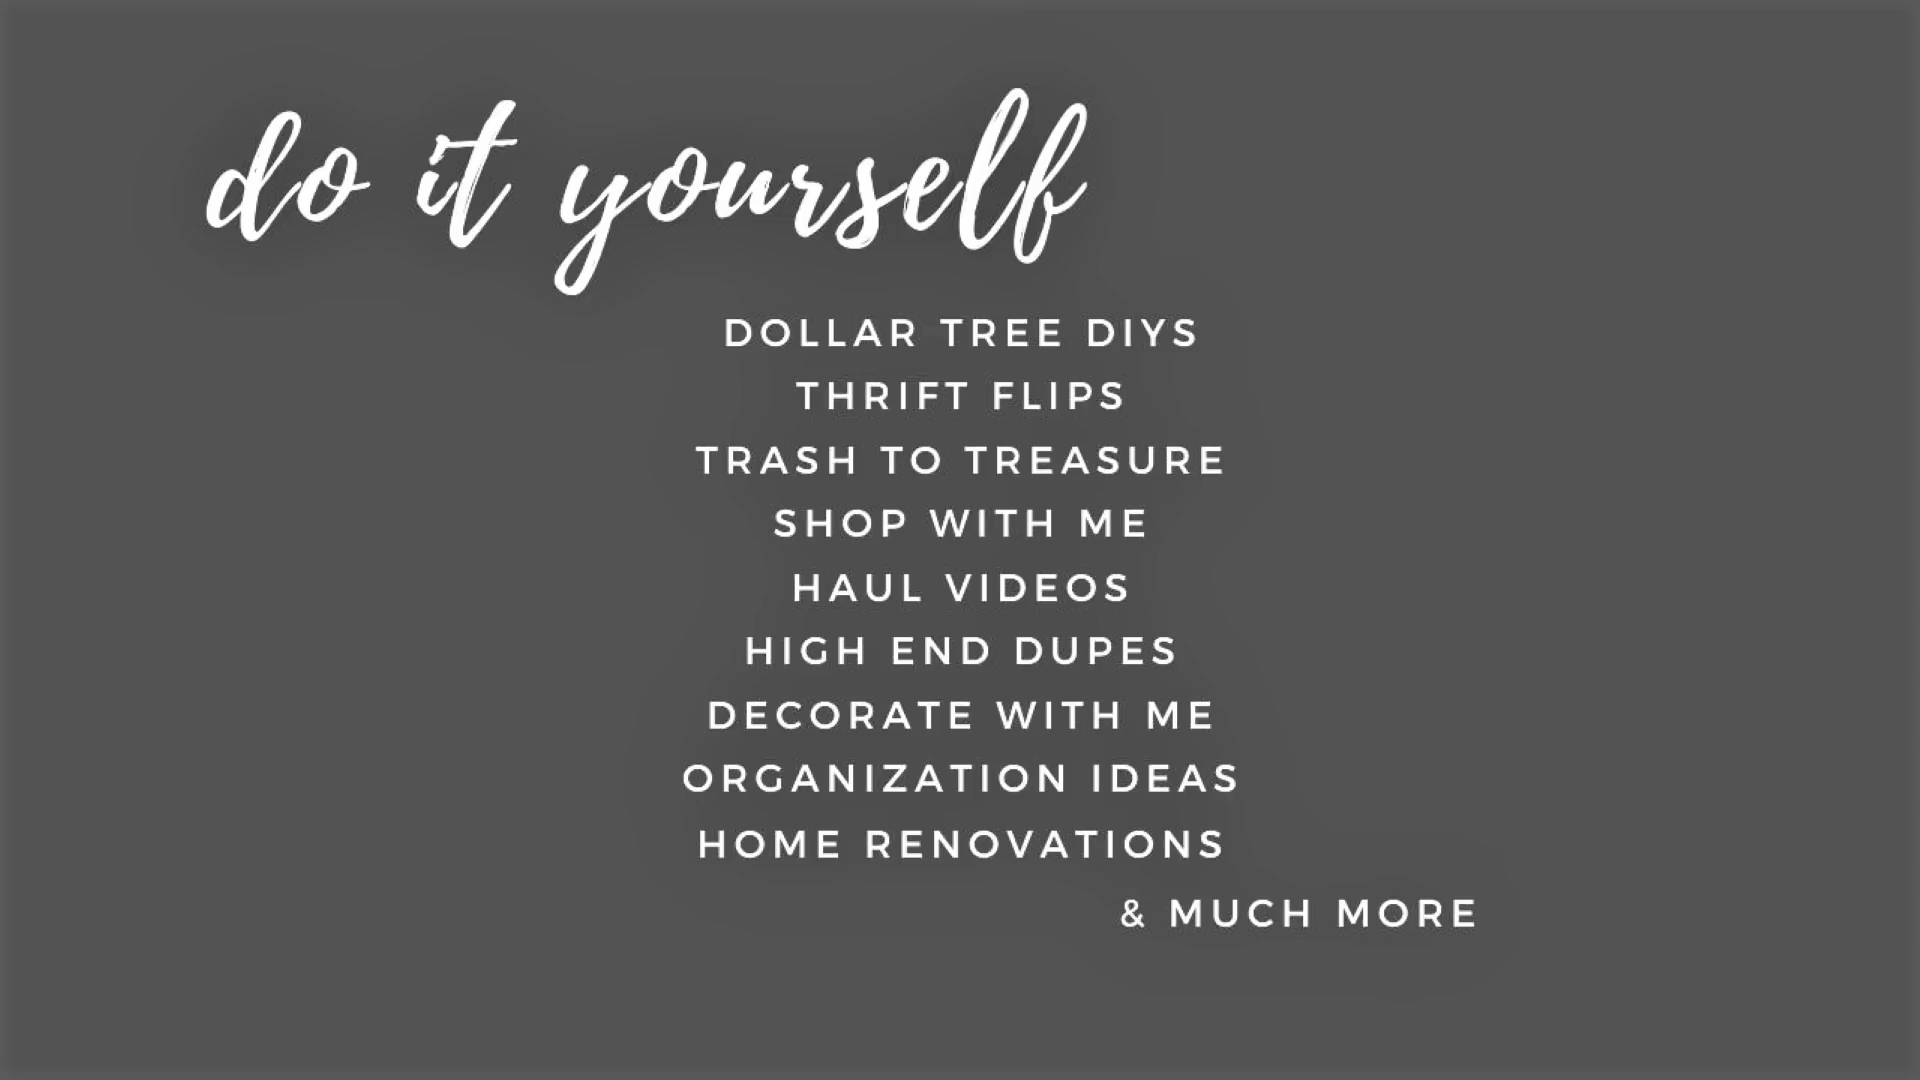 do it yourself
DOLLAR TREE DIYS
THRIFT FLIPS
TRASH TO TREASURE
SHOP WITH ME
HAUL VIDEOS
HIGH END DUPES
DECORATE WITH ME
ORGANIZATION IDEAS
HOME RENOVATIONS
& MUCH MORE